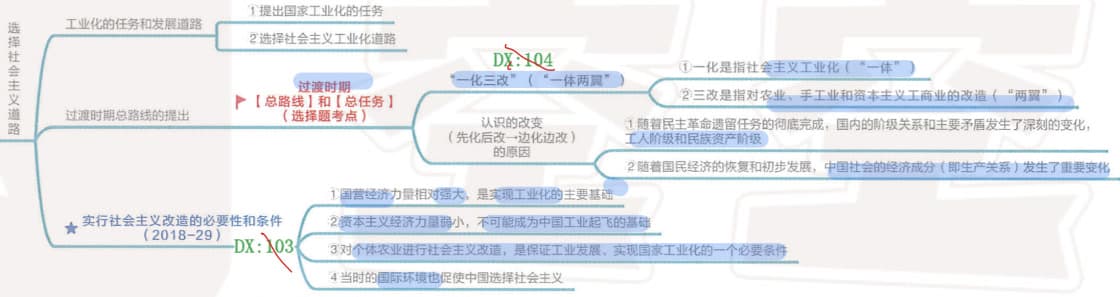 选择社会主义道路
工业化的任务和发展道路
①提出国家工业化的任务
②选择社会主义工业化道路
过渡时期总路线的提出
过渡时期
【总路线】和【总任务】
（选择题考点）
DX:104
“一化三改”（“一体两翼”）
①一化是指社会主义工业化（“一体”）
②三改是指对农业、手工业和资本主义工商业的改造（“两翼”）
认识的改变
（先化后改→边化边改）
的原因
①随着民主革命遗留任务的彻底完成，国内的阶级关系和主要矛盾发生了深刻的变化，
工人阶级和民族资产阶级
②随着国民经济的恢复和初步发展，中国社会的经济成分（即生产关系）发生了重要变化
实行社会主义改造的必要性和条件
（2018-29）
DX:103
①国营经济力量相对强大，是实现工业化的主要基础
②资本主义经济力量弱小，不可能成为中国工业起飞的基础
③对个体农业进行社会主义改造，是保证工业发展、实现国家工业化的一个必要条件
④当时的国际环境也促使中国选择社会主义